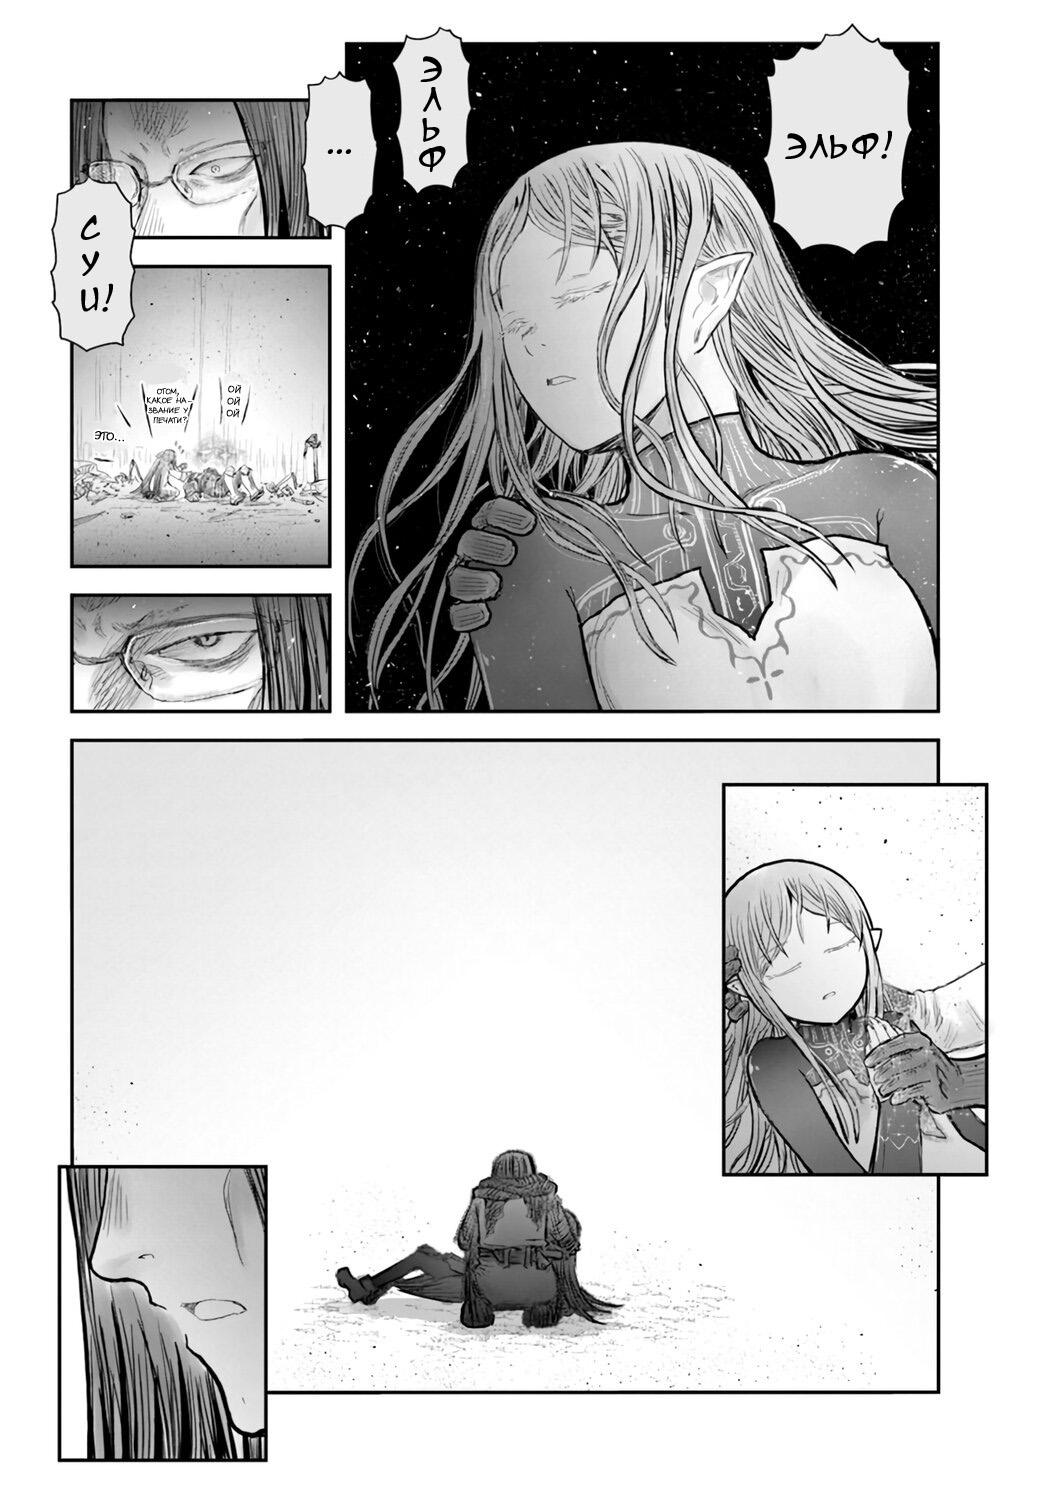 ЭЛЬФ!
ЭЛЬФ
...
СУИ!
ОЙ
ОЙ
ОЙ
ОТОМ,
КАКОЕ НА-
ЗВАНИЕ У
ПЕЧАТИ?
ЭТО...